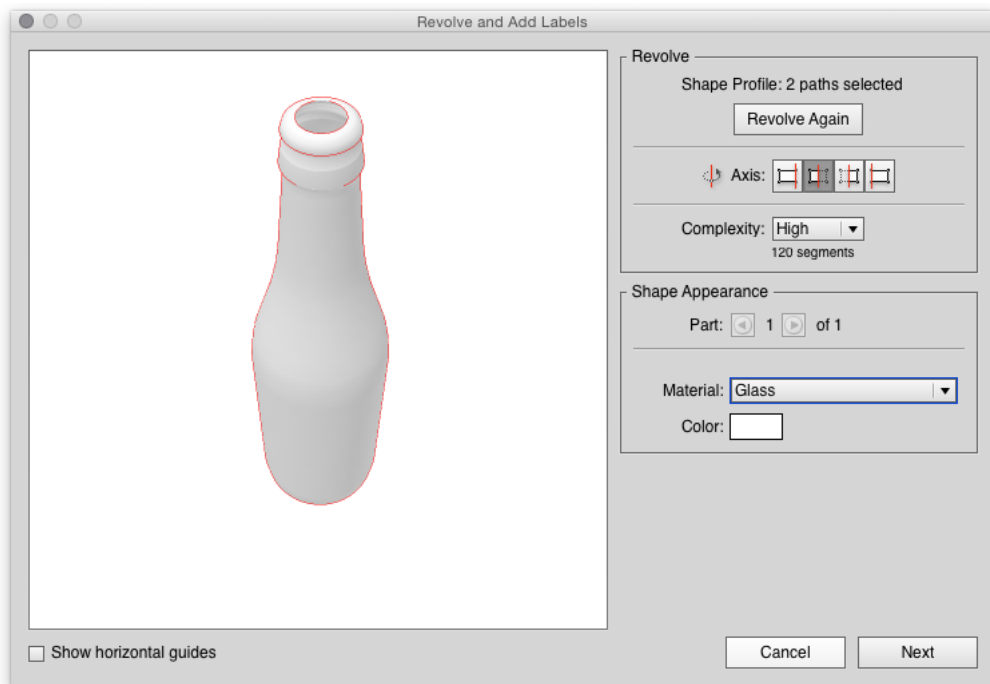 Revolve and Add Labels
Revolve
Shape Profile: 2 paths selected
Revolve Again
Axis:
Complexity: High
120 segments
Shape Appearance
Part: 1 of 1
Material: Glass
Color:
Show horizontal guides
Cancel Next